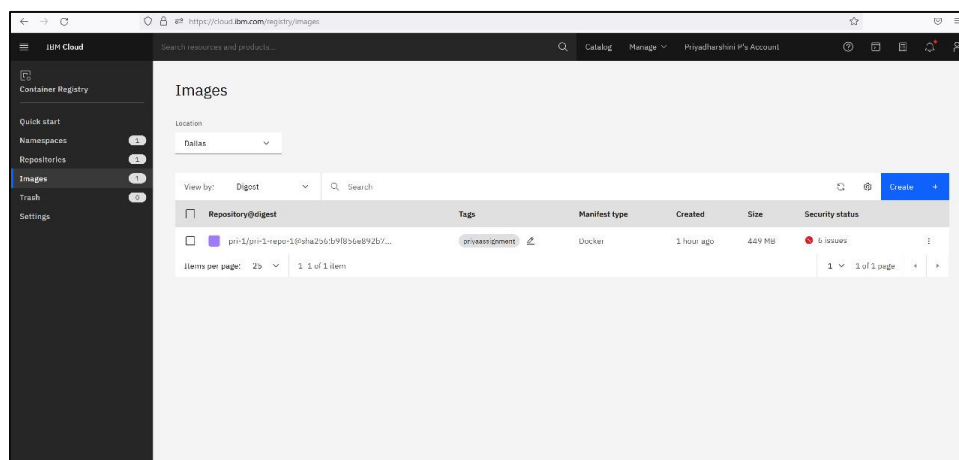 https://cloud.ibm.com/registry/images
IBM Cloud
Search resources and products...
Catalog
Manage
Priyadharshini P's Account
Container Registry
Quick start
Namespaces 1
Repositories 1
Images 1
Trash 0
Settings
Images
Location
Dallas
View by: Digest
Search
Create +
Repository@digest Tags Manifest type Created Size Security status
pri-1/pri-1-repo-1@sha256:b9f856e892b7... priyaassignment Docker 1 hour ago 449 MB 6 issues
Items per page: 25 1 1 of 1 item 1 1 of 1 page